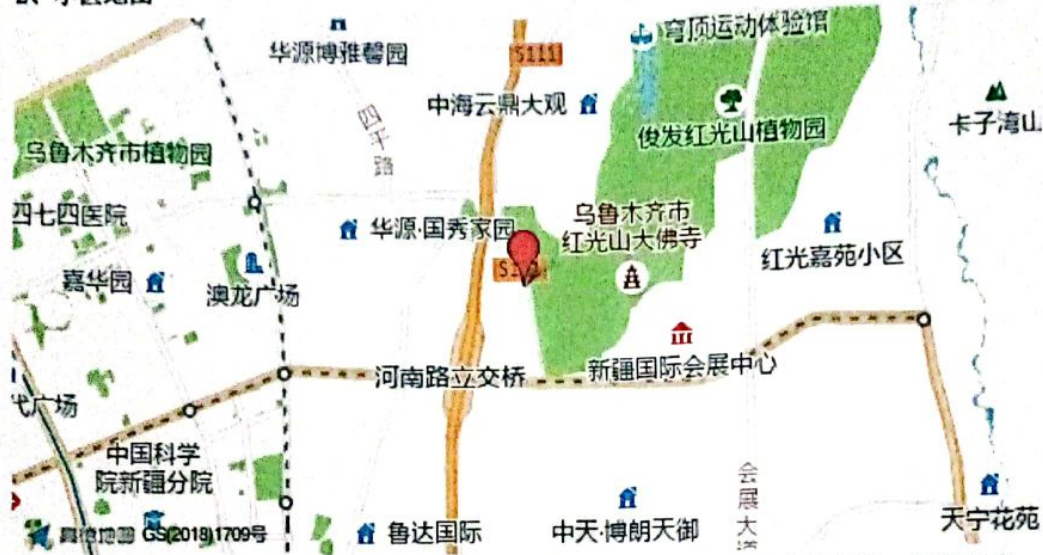 穹顶运动体验馆
华源博雅馨园
S111
中海云鼎大观
四平路
俊发红光山植物园
卡子湾山
乌鲁木齐市植物园
四七四医院
华源·国秀家园
乌鲁木齐市
红光山大佛寺
红光嘉苑小区
嘉华园
澳龙广场
河南路立交桥
新疆国际会展中心
弋广场
中国科学
院新疆分院
会展大道
鲁达国际
中天·博朗天御
天宁花苑
GS(2018)1709号